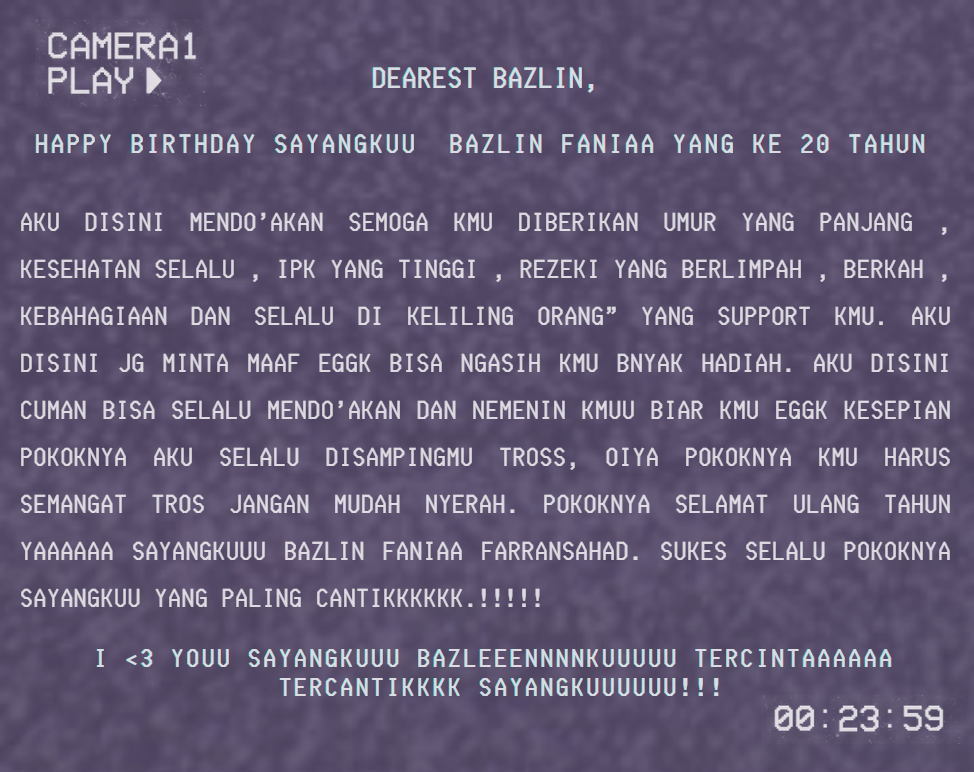 CAMERA1
PLAY
DEAREST BAZLIN,
HAPPY BIRTHDAY SAYANGKUU BAZLIN FANIAA YANG KE 20 TAHUN
AKU DISINI MENDO’AKAN SEMOGA KMU DIBERIKAN UMUR YANG PANJANG ,
KESEHATAN SELALU , IPK YANG TINGGI , REZEKI YANG BERLIMPAH , BERKAH ,
KEBAHAGIAAN DAN SELALU DI KELILING ORANG” YANG SUPPORT KMU. AKU
DISINI JG MINTA MAAF EGGK BISA NGASIH KMU BNYAK HADIAH. AKU DISINI
CUMAN BISA SELALU MENDO’AKAN DAN NEMENIN KMUU BIAR KMU EGGK KESEPIAN
POKOKNYA AKU SELALU DISAMPINGMU TROSS, OIYA POKOKNYA KMU HARUS
SEMANGAT TROS JANGAN MUDAH NYERAH. POKOKNYA SELAMAT ULANG TAHUN
YAAAAAA SAYANGKUUU BAZLIN FANIAA FARRANSAHAD. SUKES SELALU POKOKNYA
SAYANGKUU YANG PALING CANTIKKKKKK.!!!!!
I <3 YOUU SAYANGKUUU BAZLEEENNNNKUUUUU TERCINTAAAAAA
TERCANTIKKKK SAYANGKUUUUUU!!!
00:23:59